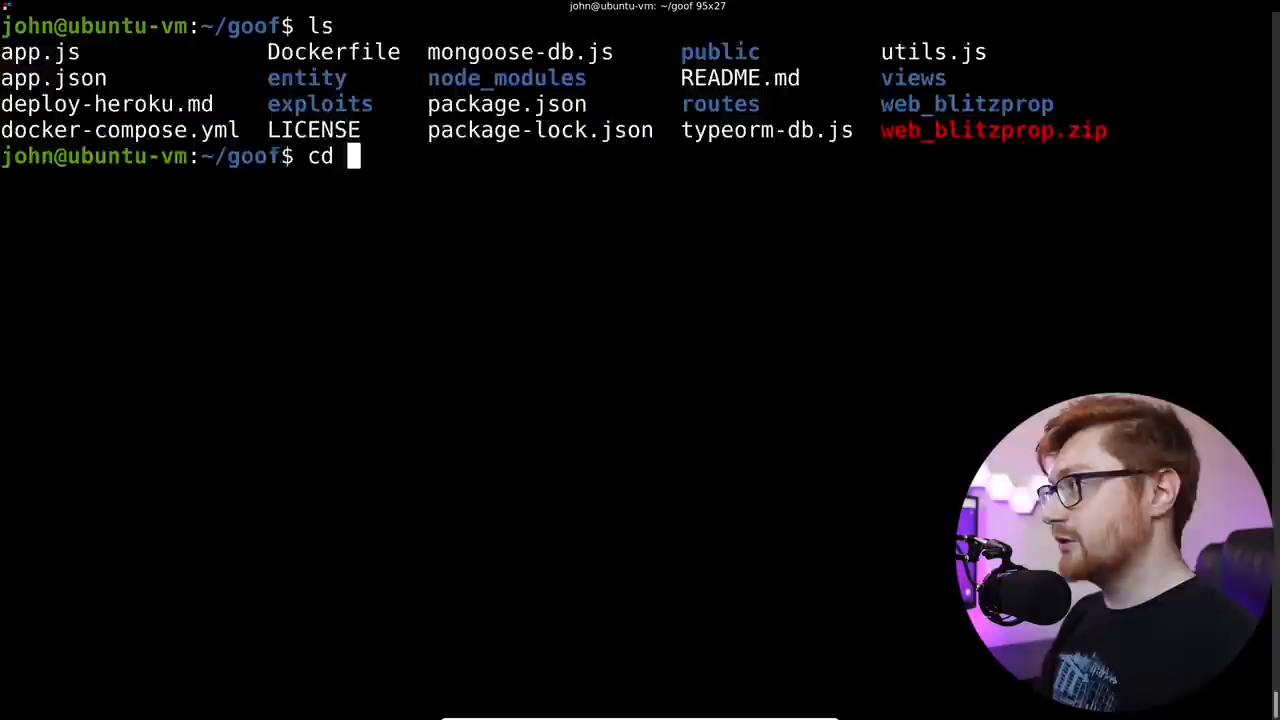 john@ubuntu-vm: ~/goof 95x27
john@ubuntu-vm:~/goof$ ls
app.js Dockerfile mongoose-db.js public utils.js
app.json entity node_modules README.md views
deploy-heroku.md exploits package.json routes web_blitzprop
docker-compose.yml LICENSE package-lock.json typeorm-db.js web_blitzprop.zip
john@ubuntu-vm:~/goof$ cd